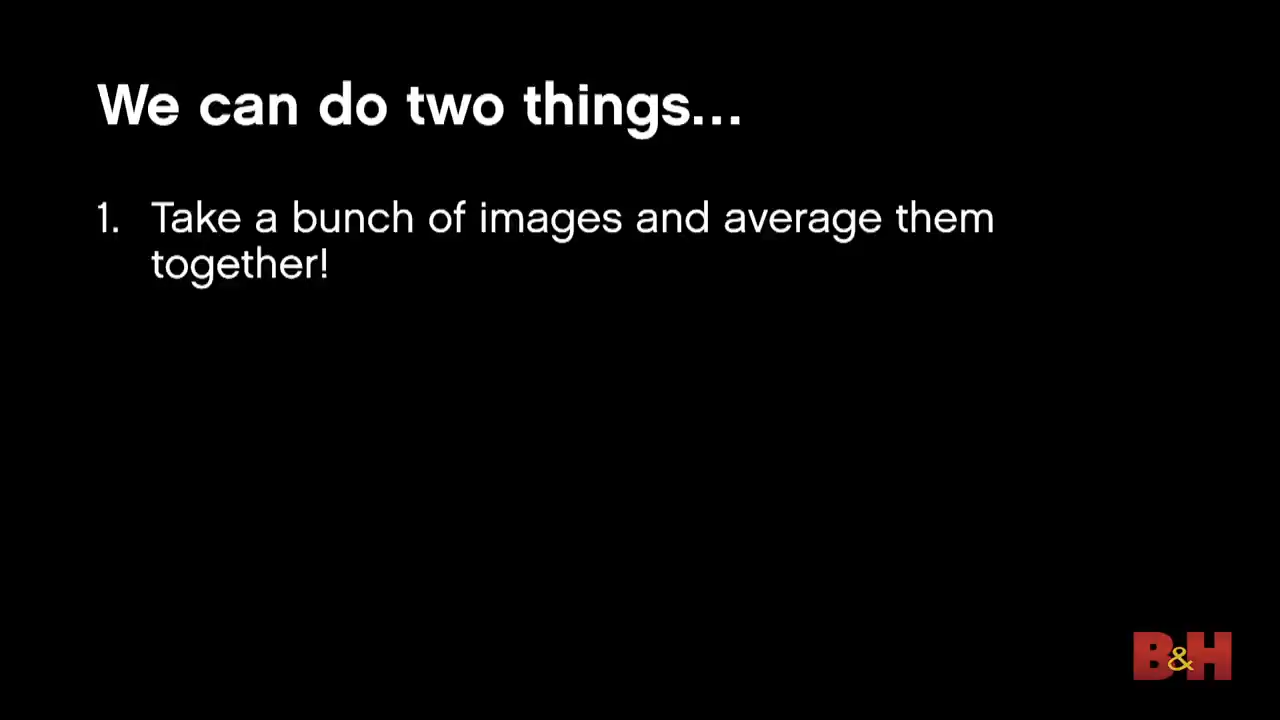 We can do two things...
1. Take a bunch of images and average them
together!
B&H